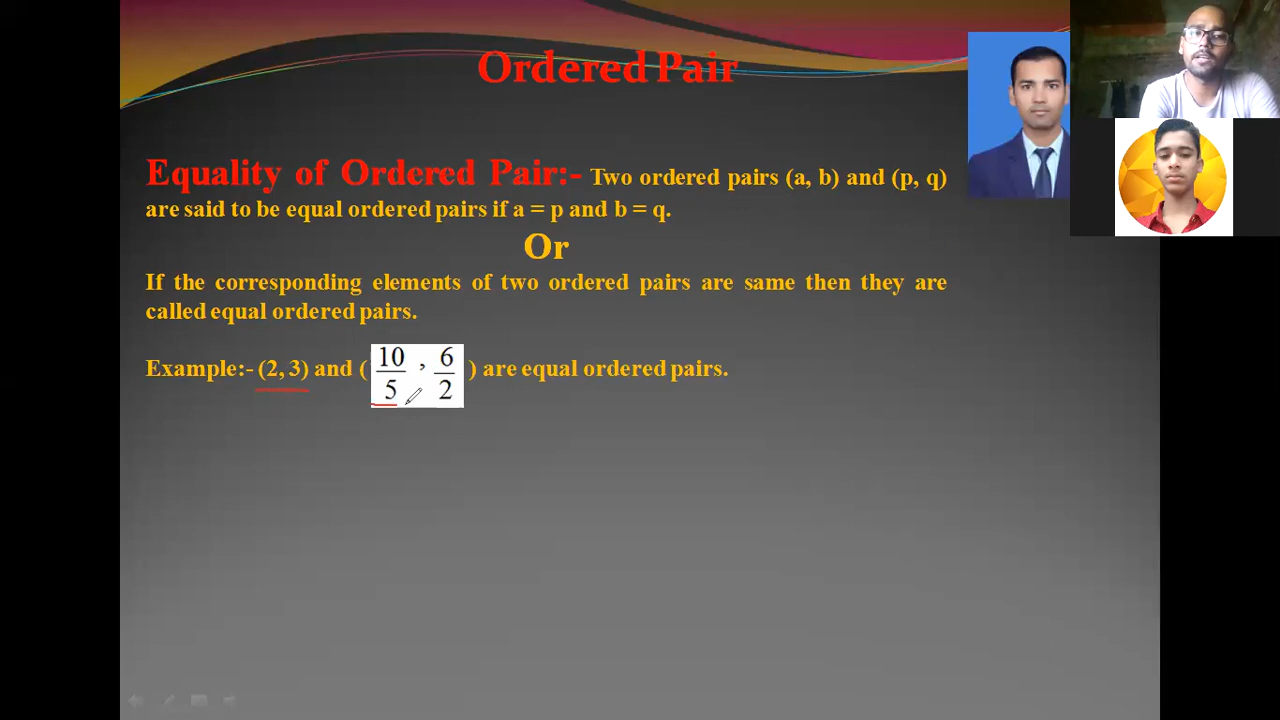 Ordered Pair
Equality of Ordered Pair:- Two ordered pairs (a, b) and (p, q)
are said to be equal ordered pairs if a = p and b = q.
Or
If the corresponding elements of two ordered pairs are same then they are
called equal ordered pairs.
Example:- (2, 3) and ( 10/5 , 6/2 ) are equal ordered pairs.